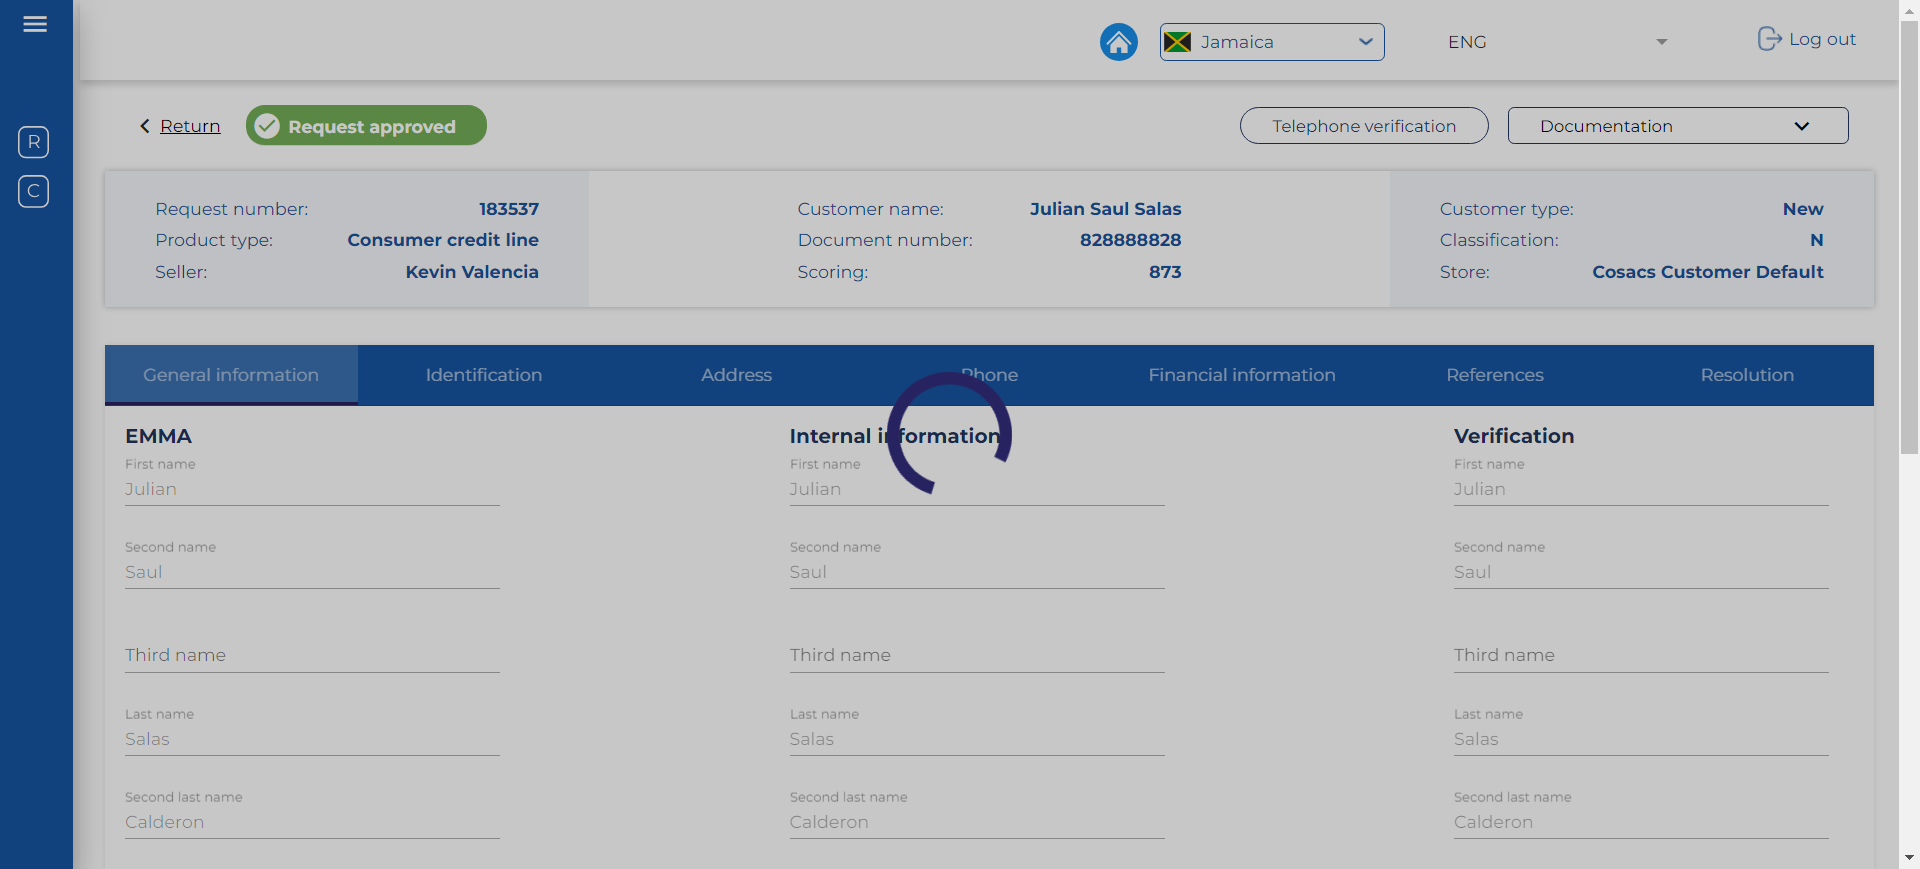 Jamaica
ENG
Log out
R
C
Return
Request approved
Telephone verification
Documentation
Request number: 183537
Product type: Consumer credit line
Seller: Kevin Valencia
Customer name: Julian Saul Salas
Document number: 828888828
Scoring: 873
Customer type: New
Classification: N
Store: Cosacs Customer Default
General information
Identification
Address
Phone
Financial information
References
Resolution
EMMA
First name
Julian
Second name
Saul
Third name
Last name
Salas
Second last name
Calderon
Internal information
First name
Julian
Second name
Saul
Third name
Last name
Salas
Second last name
Calderon
Verification
First name
Julian
Second name
Saul
Third name
Last name
Salas
Second last name
Calderon